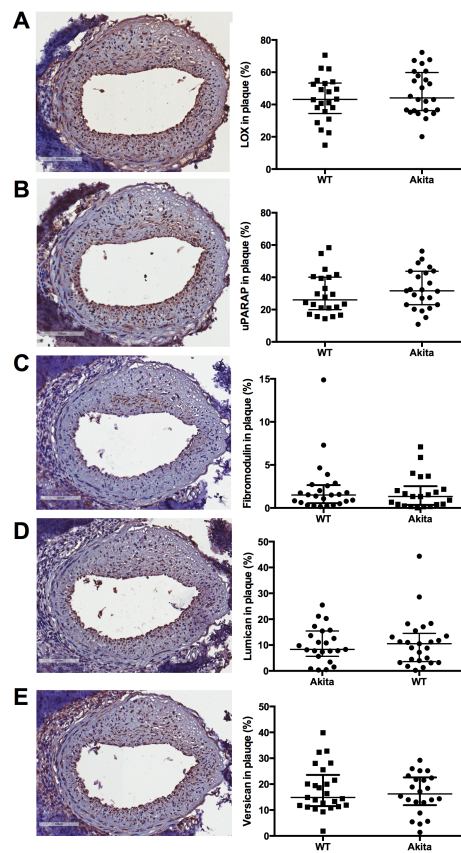 A
LOX in plaque (%)
80
60
40
20
0
WT Akita
B
uPARAP in plaque (%)
80
60
40
20
0
WT Akita
C
Fibromodulin in plaque (%)
15
10
5
0
WT Akita
D
Lumican in plaque (%)
50
40
30
20
10
0
Akita WT
E
Versican in plauqe (%)
50
40
30
20
10
0
WT Akita